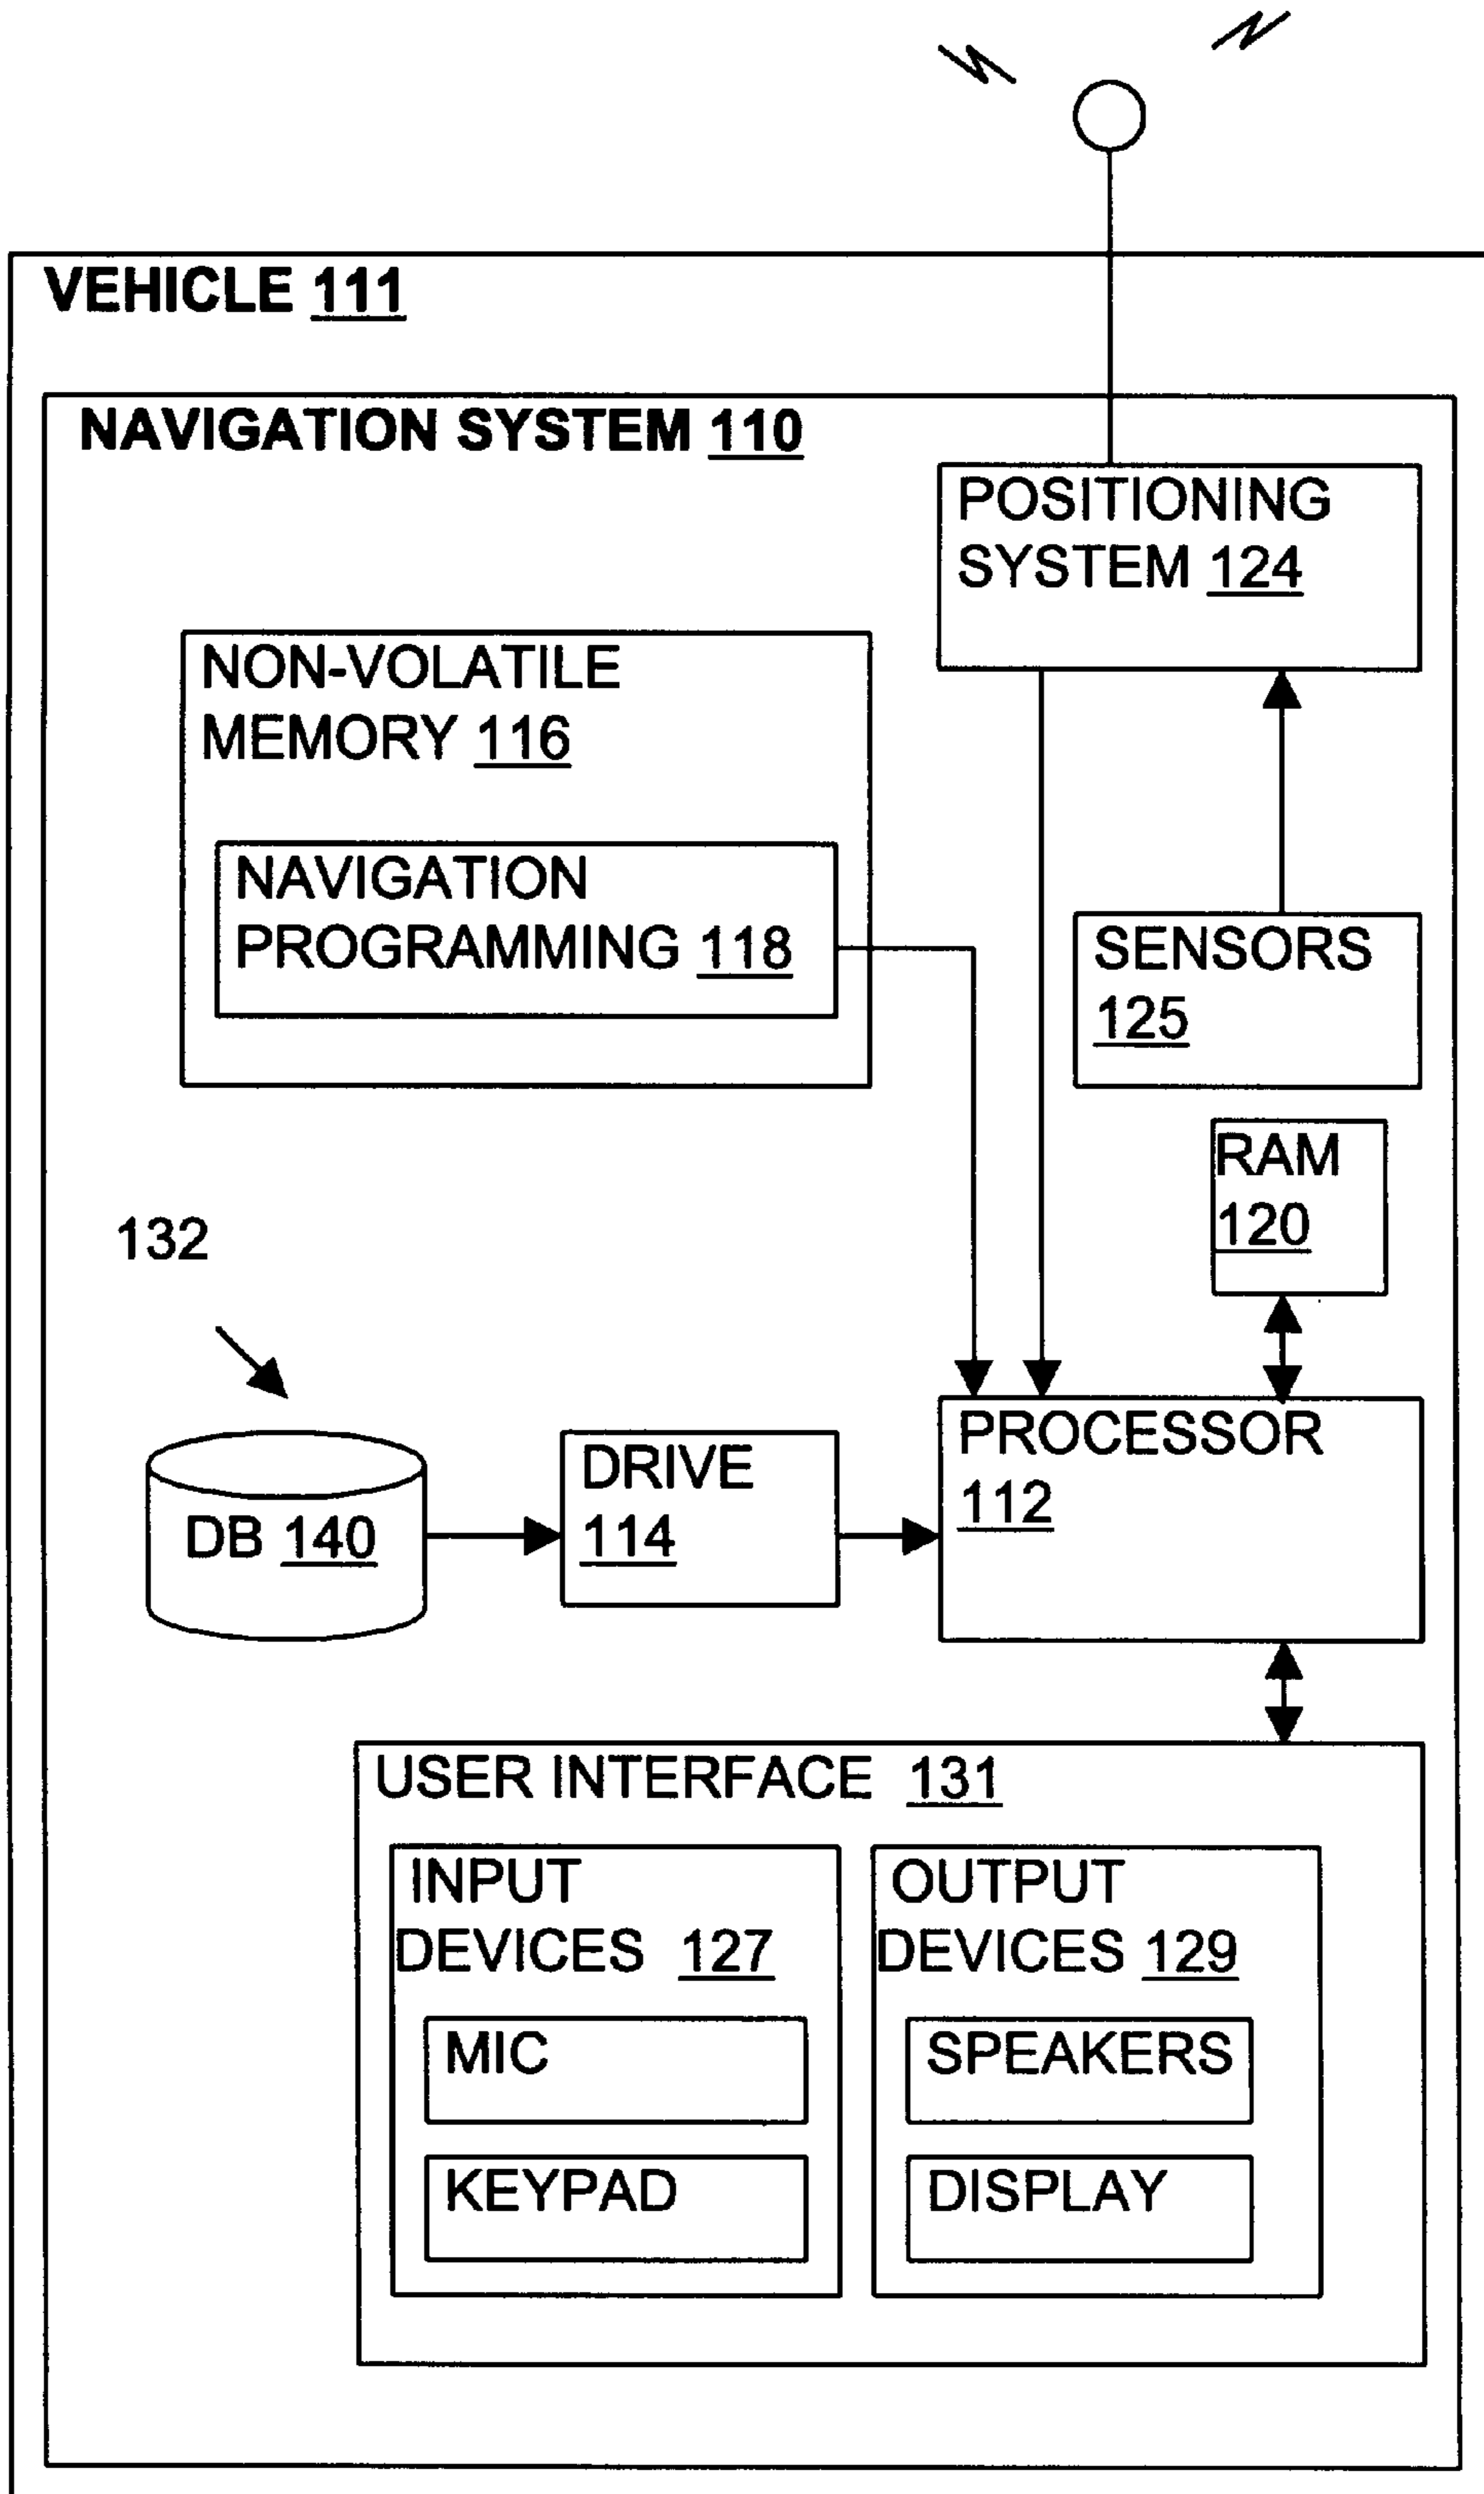 VEHICLE 111
NAVIGATION SYSTEM 110
POSITIONING
SYSTEM 124
NON-VOLATILE
MEMORY 116
NAVIGATION
PROGRAMMING 118
SENSORS
125
RAM
120
132
PROCESSOR
112
DRIVE
114
DB 140
USER INTERFACE 131
INPUT
DEVICES 127
MIC
KEYPAD
OUTPUT
DEVICES 129
SPEAKERS
DISPLAY